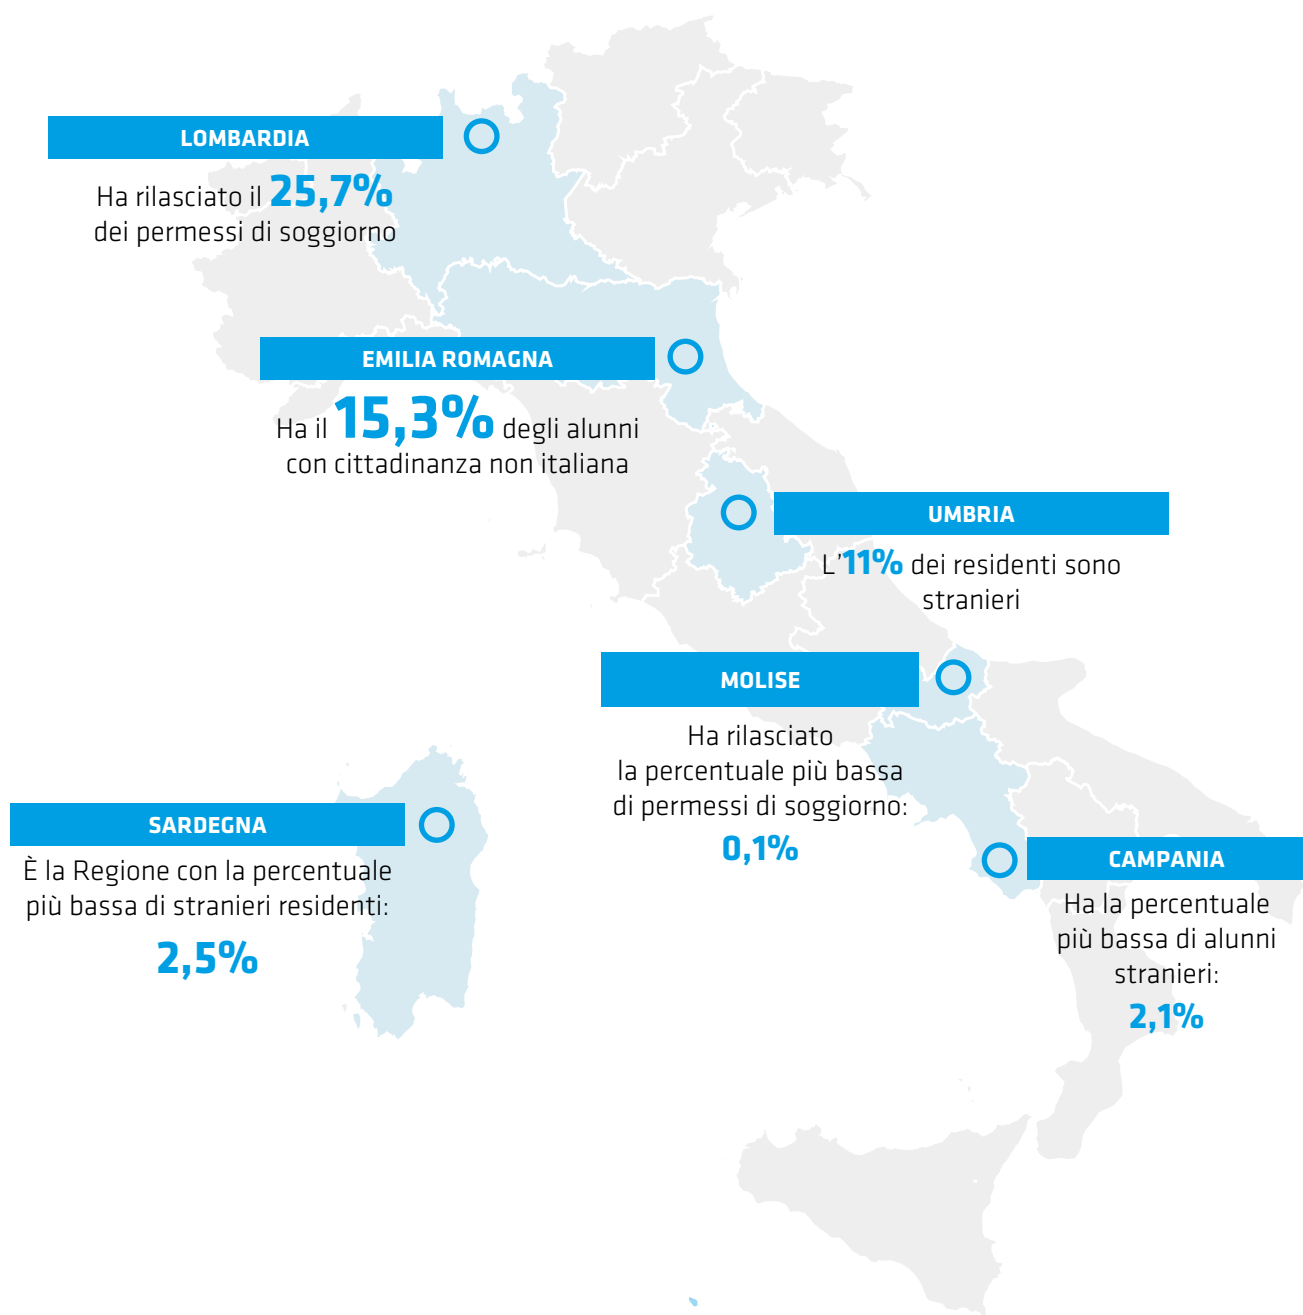 LOMBARDIA
Ha rilasciato il 25,7%
dei permessi di soggiorno
EMILIA ROMAGNA
Ha il 15,3% degli alunni
con cittadinanza non italiana
UMBRIA
L'11% dei residenti sono
stranieri
MOLISE
Ha rilasciato
la percentuale più bassa
di permessi di soggiorno:
0,1%
SARDEGNA
È la Regione con la percentuale
più bassa di stranieri residenti:
2,5%
CAMPANIA
Ha la percentuale
più bassa di alunni
stranieri:
2,1%